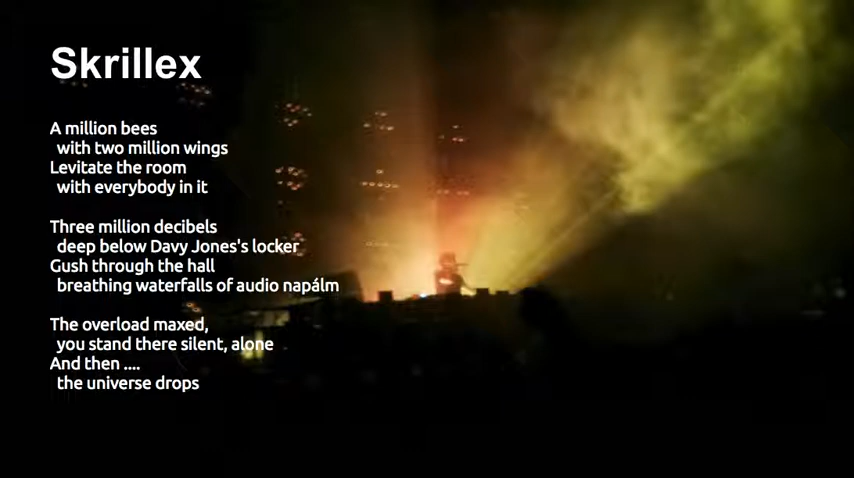 Skrillex
A million bees
with two million wings
Levitate the room
with everybody in it
Three million decibels
deep below Davy Jones's locker
Gush through the hall
breathing waterfalls of audio napálm
The overload maxed,
you stand there silent, alone
And then ....
the universe drops